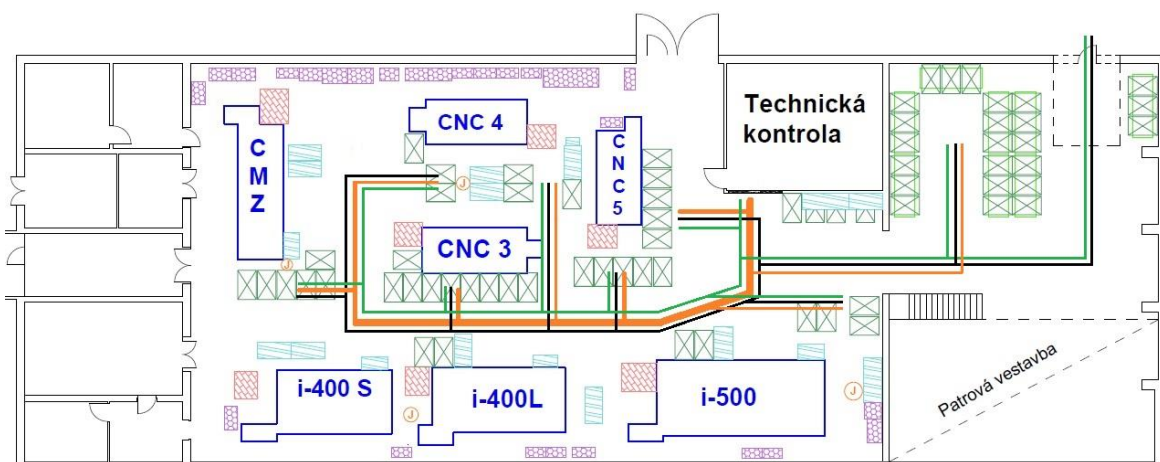 Technická
kontrola
CNC 4
C
N
C
5
C
M
Z
J
CNC 3
J
i-400 S
i-400L
i-500
J
J
Patrová vestavba